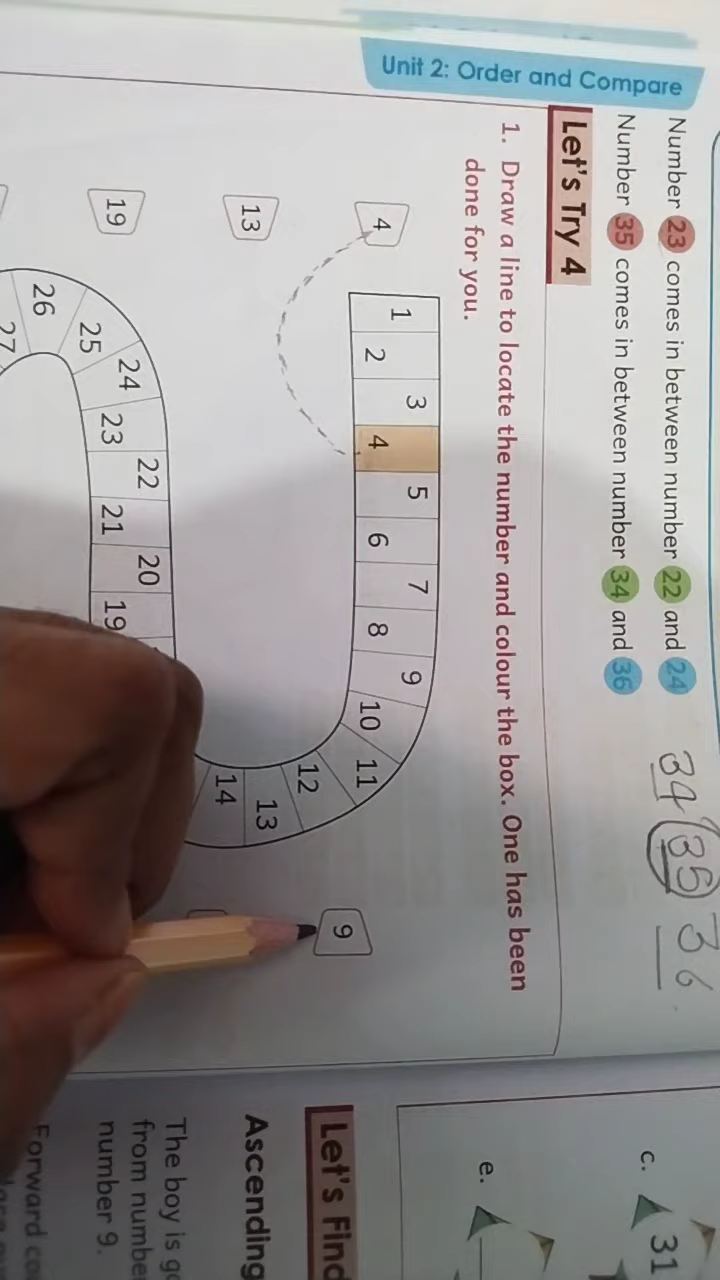 Unit 2: Order and Compare
Number 23 comes in between number 22 and 24
Number 35 comes in between number 34 and 36
34 35 36
Let's Try 4
1. Draw a line to locate the number and colour the box. One has been
done for you.
4
1 2 3 4 5 6 7 8 9 10 11
12
13
14
9
13
19
19 20 21 22 23 24 25 26 27
c. 31
e.
Let's Find
Ascending
The boy is
from
number 9.
Forward